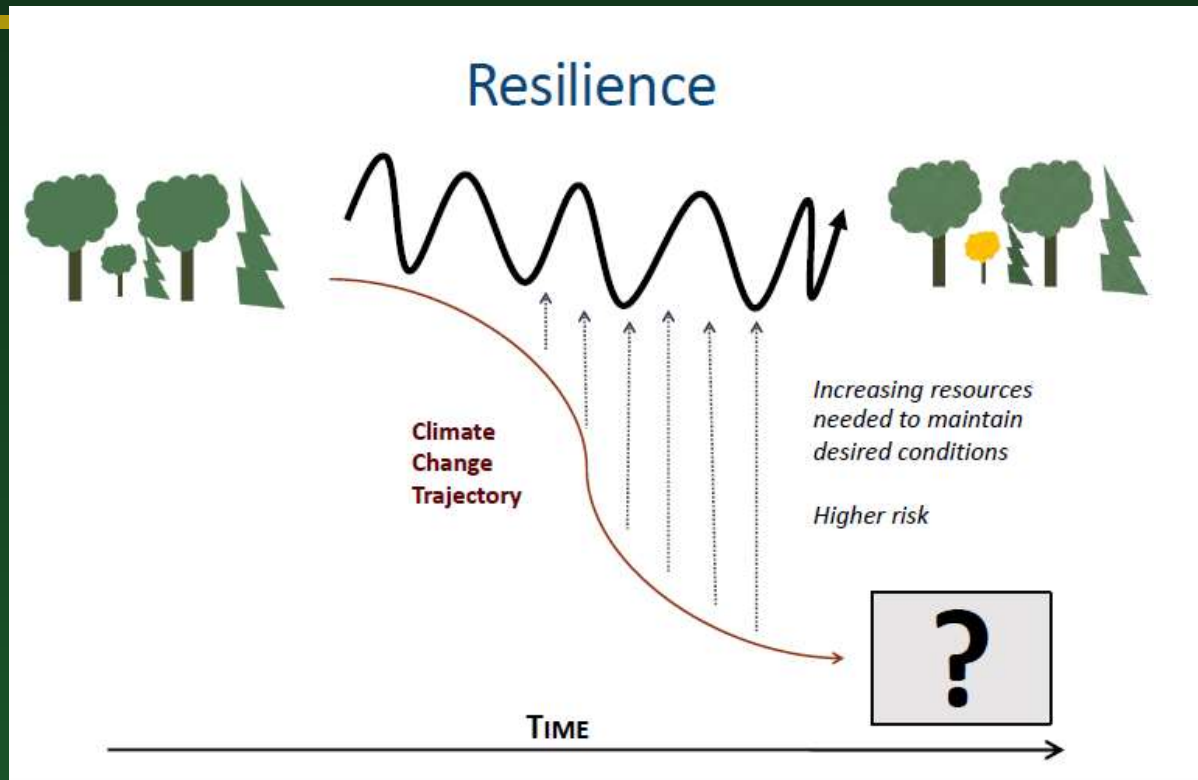 Resilience
Climate
Change
Trajectory
Increasing resources
needed to maintain
desired conditions
Higher risk
?
TIME